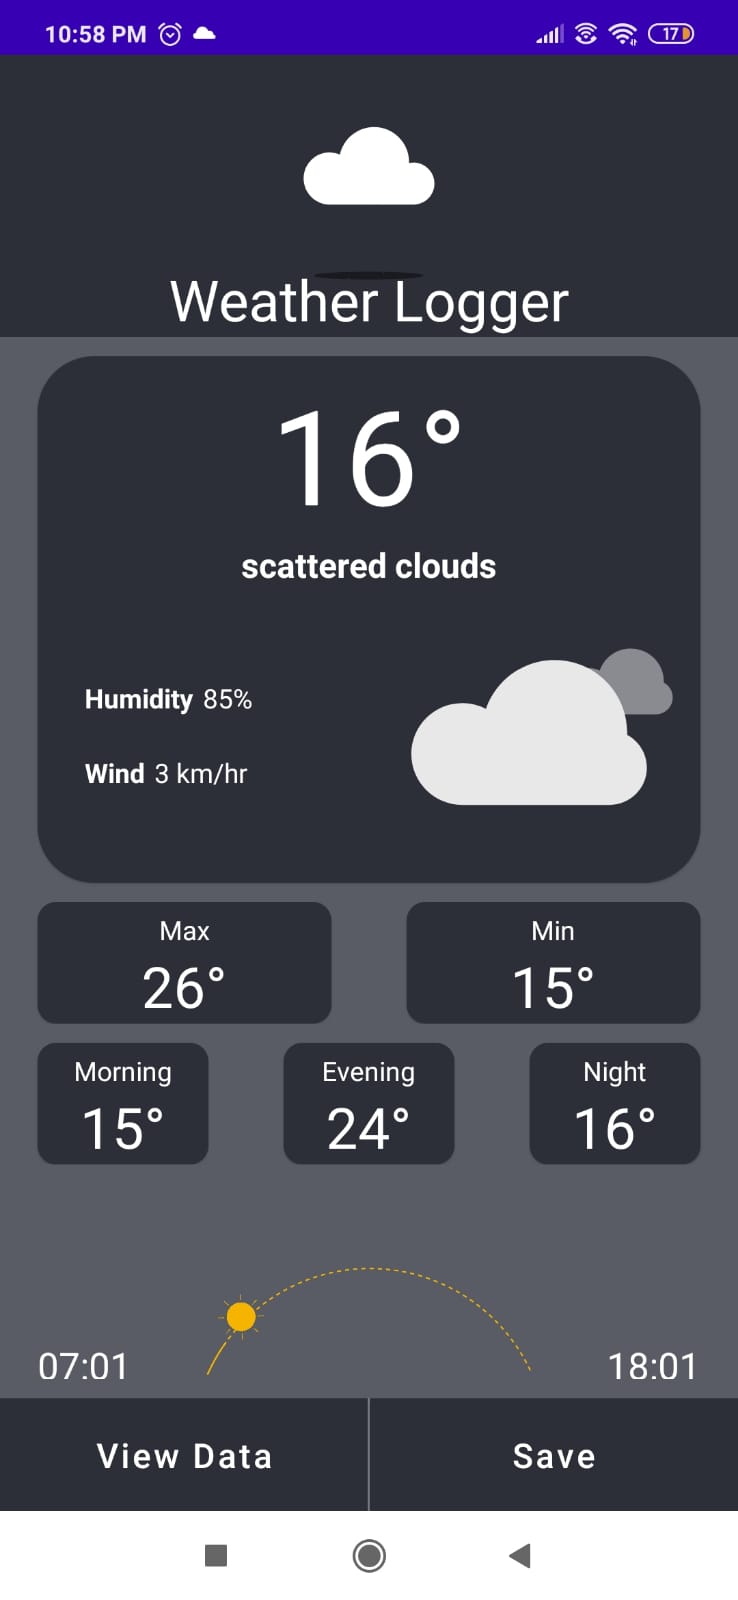 10:58 PM
17
Weather Logger
16°
scattered clouds
Humidity 85%
Wind 3 km/hr
Max
Min
26°
15°
Morning
Evening
Night
15°
24°
16°
07:01
18:01
View Data
Save